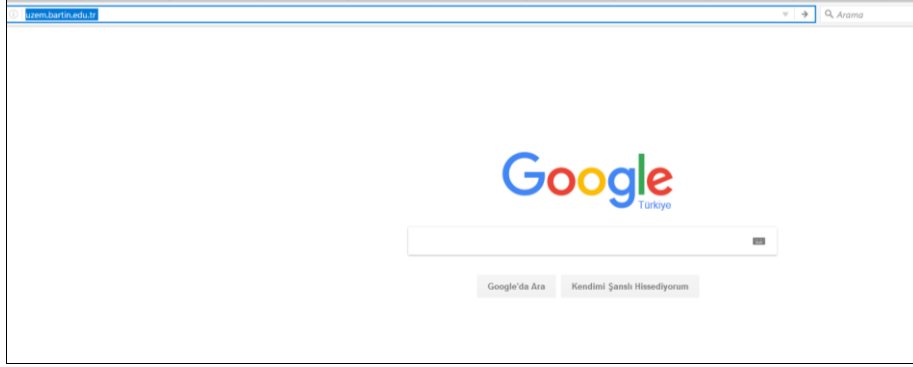 uzem.bartin.edu.tr
Arama
Google
Türkiye
Google'da Ara
Kendimi Şanslı Hissediyorum